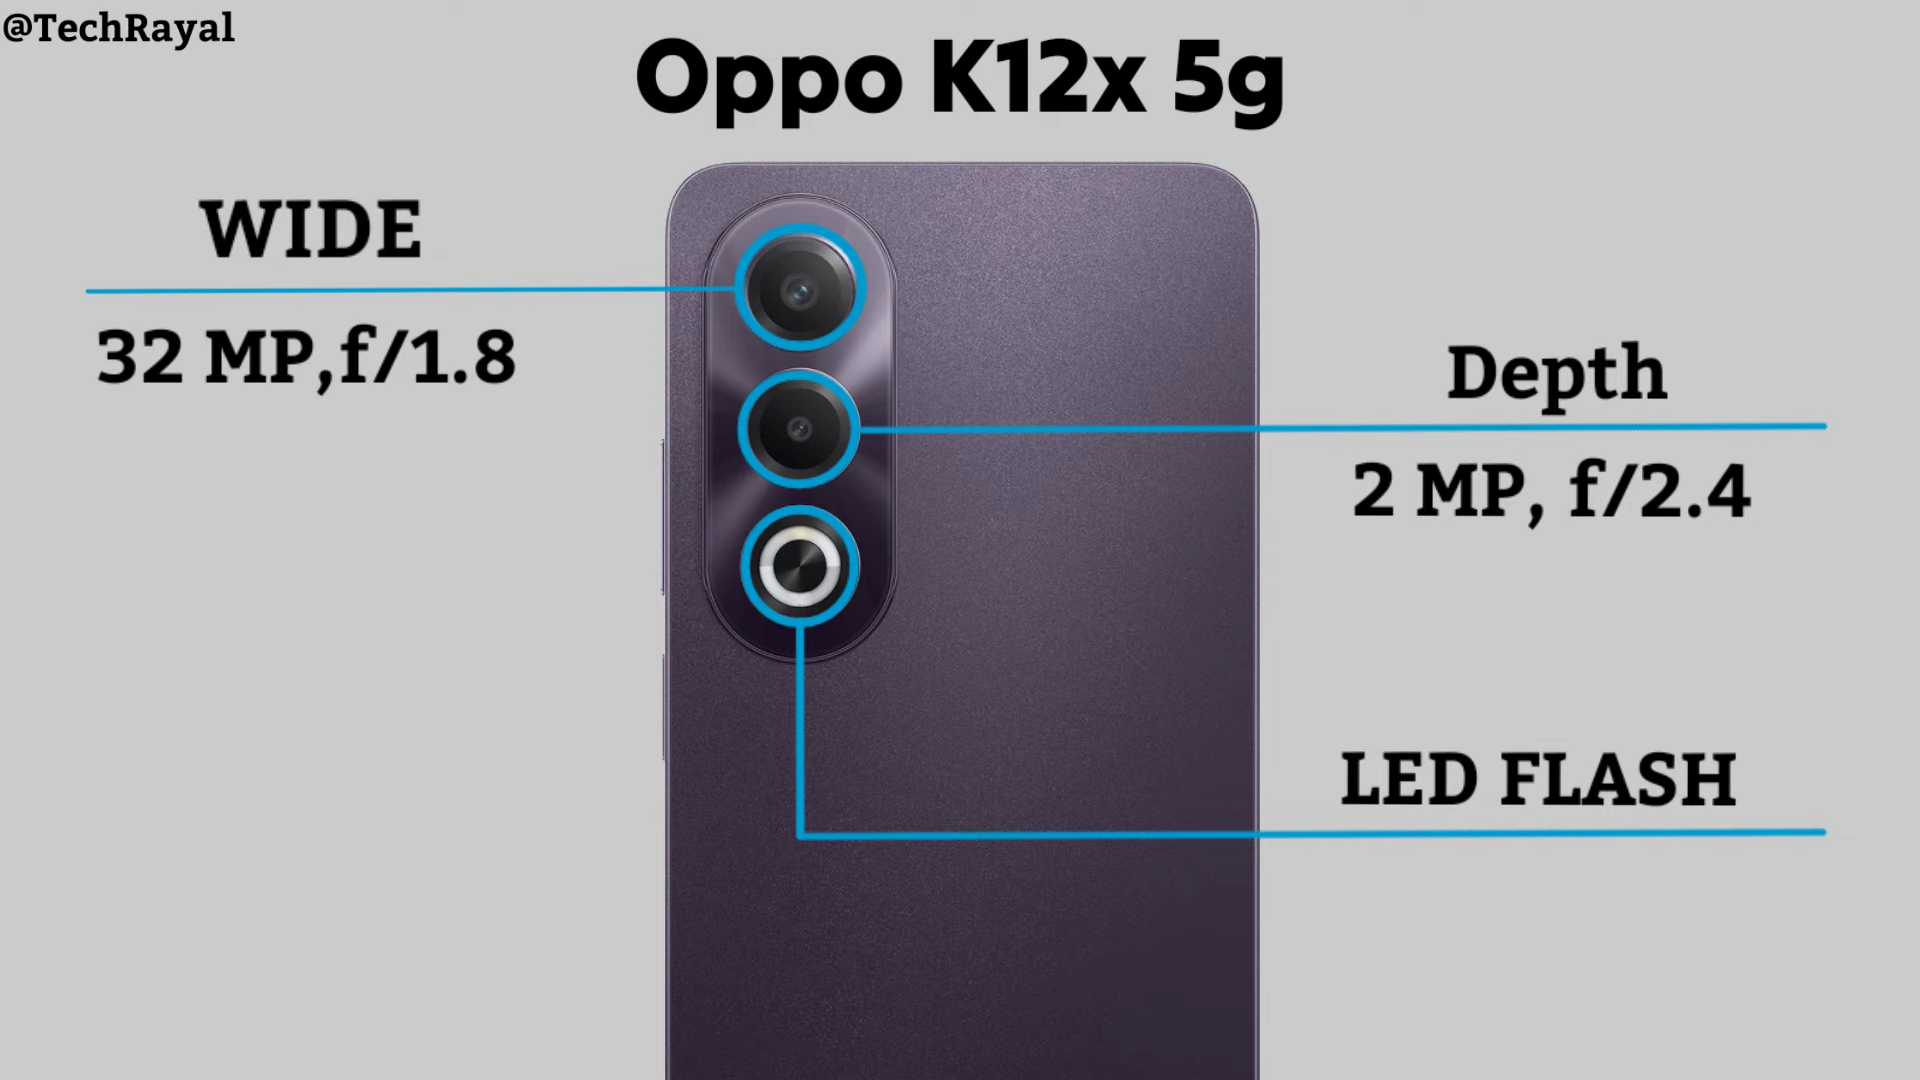 @TechRayal
Oppo K12x 5g
WIDE
32 MP,f/1.8
Depth
2 MP, f/2.4
LED FLASH